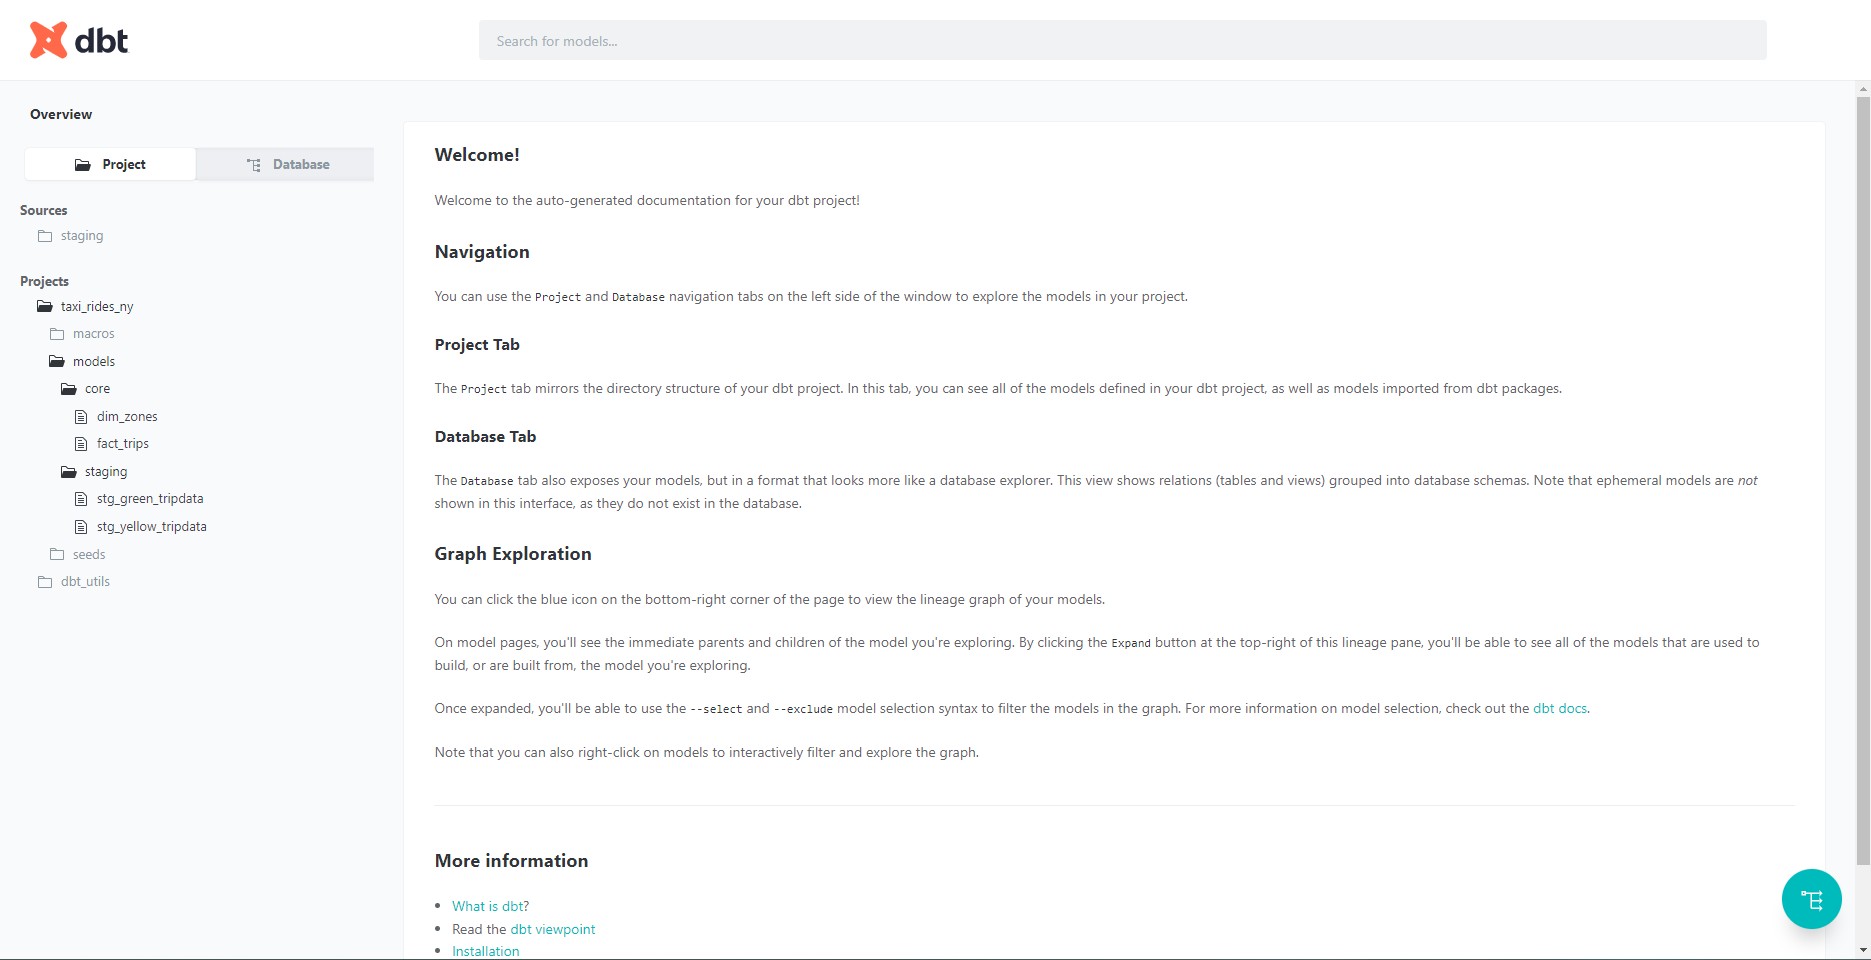 dbt
Search for models...
Overview
Project
Database
Sources
staging
Projects
taxi_rides_ny
macros
models
core
dim_zones
fact_trips
staging
stg_green_tripdata
stg_yellow_tripdata
seeds
dbt_utils
Welcome!
Welcome to the auto-generated documentation for your dbt project!
Navigation
You can use the Project and Database navigation tabs on the left side of the window to explore the models in your project.
Project Tab
The Project tab mirrors the directory structure of your dbt project. In this tab, you can see all of the models defined in your dbt project, as well as models imported from dbt packages.
Database Tab
The Database tab also exposes your models, but in a format that looks more like a database explorer. This view shows relations (tables and views) grouped into database schemas. Note that ephemeral models are not
shown in this interface, as they do not exist in the database.
Graph Exploration
You can click the blue icon on the bottom-right corner of the page to view the lineage graph of your models.
On model pages, you'll see the immediate parents and children of the model you're exploring. By clicking the Expand button at the top-right of this lineage pane, you'll be able to see all of the models that are used to
build, or are built from, the model you're exploring.
Once expanded, you'll be able to use the --select and --exclude model selection syntax to filter the models in the graph. For more information on model selection, check out the dbt docs.
Note that you can also right-click on models to interactively filter and explore the graph.
More information
What is dbt?
Read the dbt viewpoint
Installation